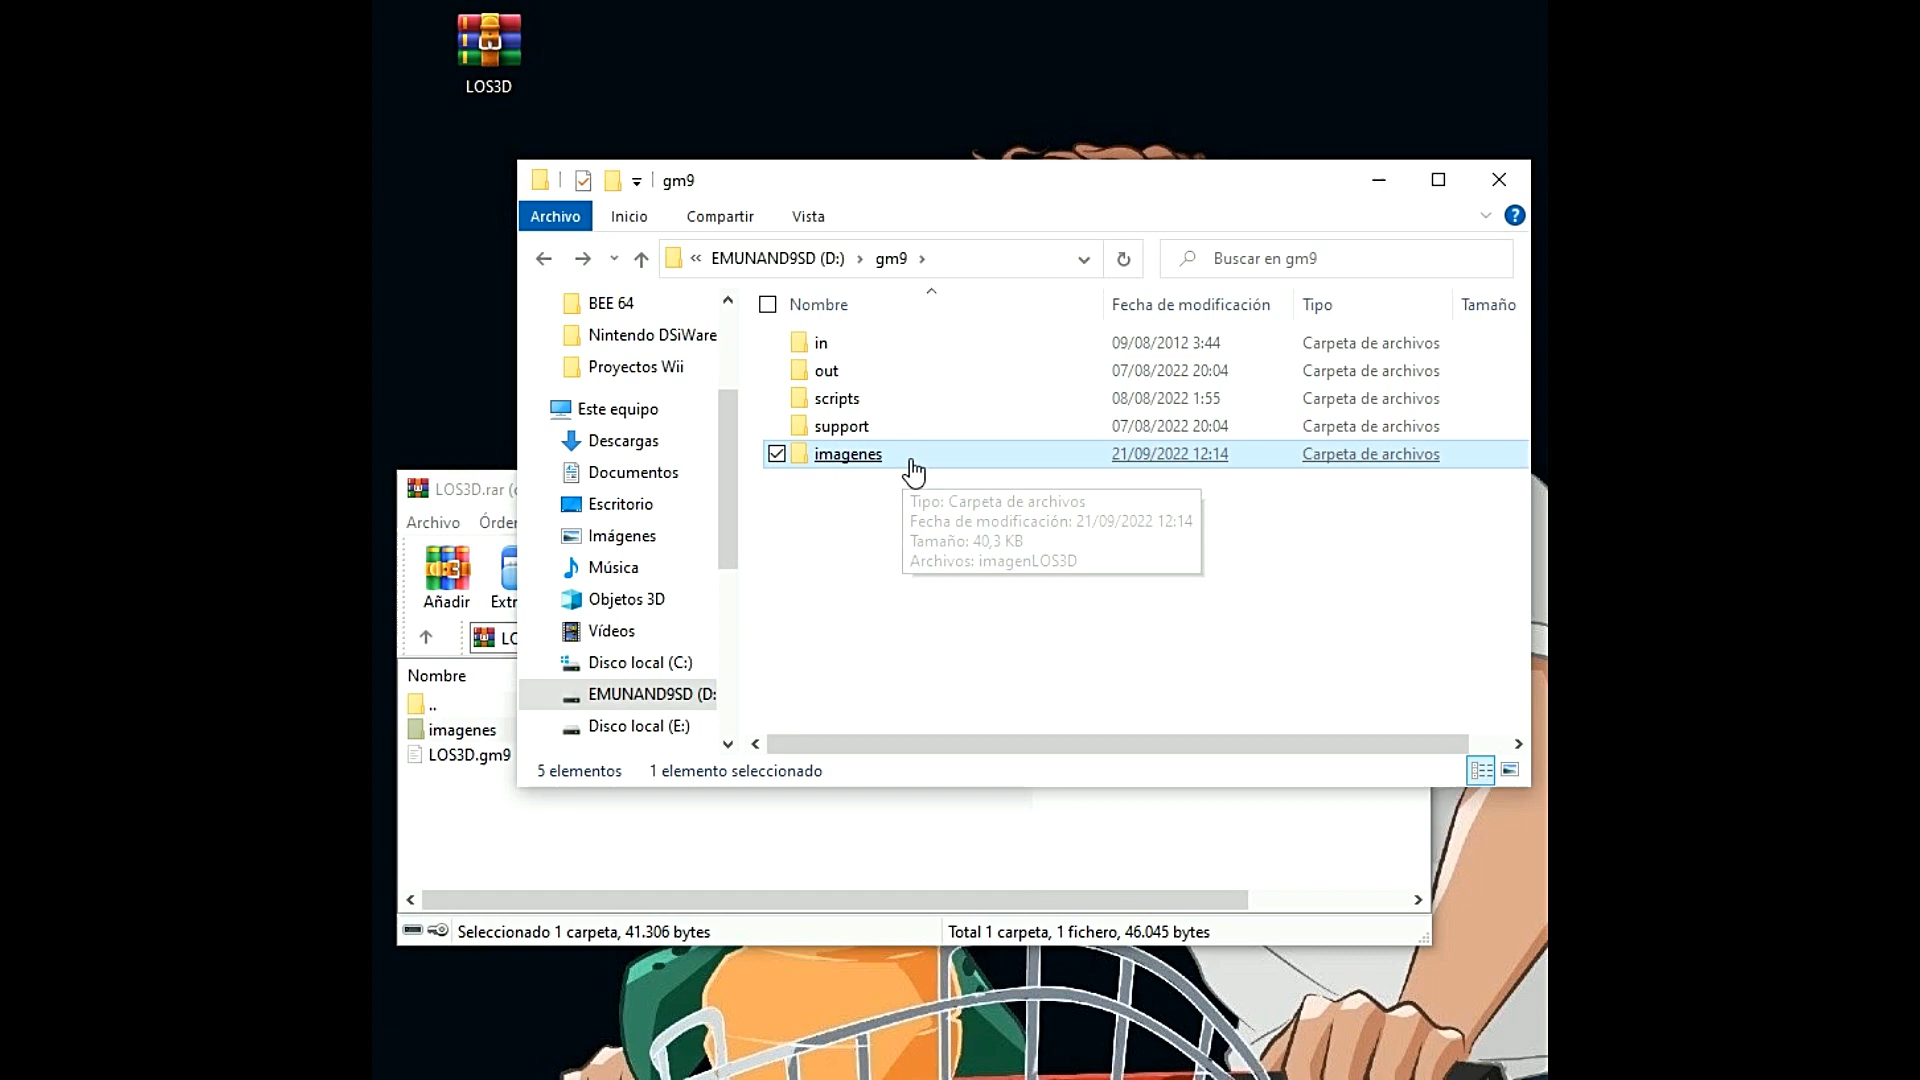 LOS3D
gm9
Archivo Inicio Compartir Vista
EMUNAND9SD (D:) gm9
Buscar en gm9
BEE 64
Nintendo DSiWare
Proyectos Wii
Este equipo
Descargas
Documentos
Escritorio
Imágenes
Música
Objetos 3D
Vídeos
Disco local (C:)
EMUNAND9SD (D:
Disco local (E:)
Nombre Fecha de modificación Tipo Tamaño
in 09/08/2012 3:44 Carpeta de archivos
out 07/08/2022 20:04 Carpeta de archivos
scripts 08/08/2022 1:55 Carpeta de archivos
support 07/08/2022 20:04 Carpeta de archivos
imagenes 21/09/2022 12:14 Carpeta de archivos
Tipo: Carpeta de archivos
Fecha de modificación: 21/09/2022 12:14
Tamaño: 40,3 KB
Archivos: imagenLOS3D
5 elementos 1 elemento seleccionado
LOS3D.rar (
Archivo Órde
Añadir Extr
LO
Nombre
..
imagenes
LOS3D.gm9
Seleccionado 1 carpeta, 41.306 bytes
Total 1 carpeta, 1 fichero, 46.045 bytes